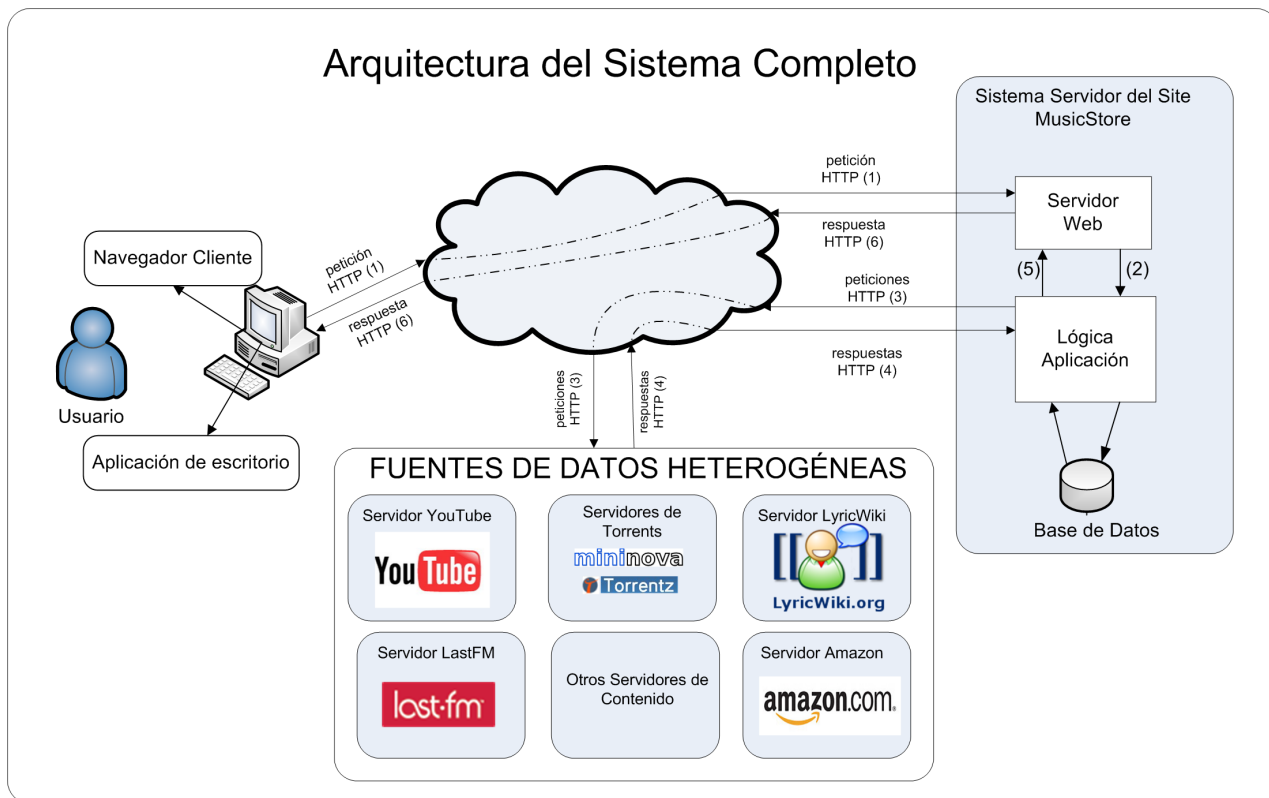 Arquitectura del Sistema Completo
Sistema Servidor del Site
MusicStore
petición
HTTP (1)
Servidor
Web
respuesta
HTTP (6)
Navegador Cliente
petición
HTTP (1)
(5)
(2)
peticiones
HTTP (3)
respuesta
HTTP (6)
Lógica
Aplicación
respuestas
HTTP (4)
peticiones
HTTP (3)
respuestas
HTTP (4)
Usuario
Aplicación de escritorio
Base de Datos
FUENTES DE DATOS HETEROGÉNEAS
Servidor YouTube
YouTube
Servidores de
Torrents
mininova
Torrentz
Servidor LyricWiki
[[ ]]
LyricWiki.org
Servidor LastFM
last.fm
Otros Servidores de
Contenido
Servidor Amazon
amazon.com.